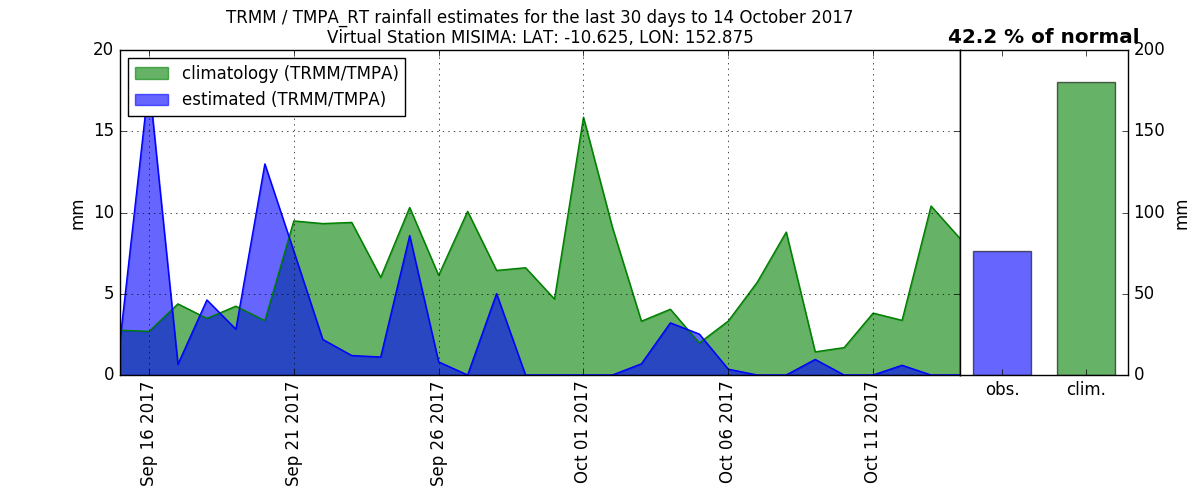 TRMM / TMPA_RT rainfall estimates for the last 30 days to 14 October 2017
Virtual Station MISIMA: LAT: -10.625, LON: 152.875
42.2 % of normal
climatology (TRMM/TMPA)
estimated (TRMM/TMPA)
20
15
10
5
0
mm
200
150
100
50
0
mm
Sep 16 2017
Sep 21 2017
Sep 26 2017
Oct 01 2017
Oct 06 2017
Oct 11 2017
obs.
clim.